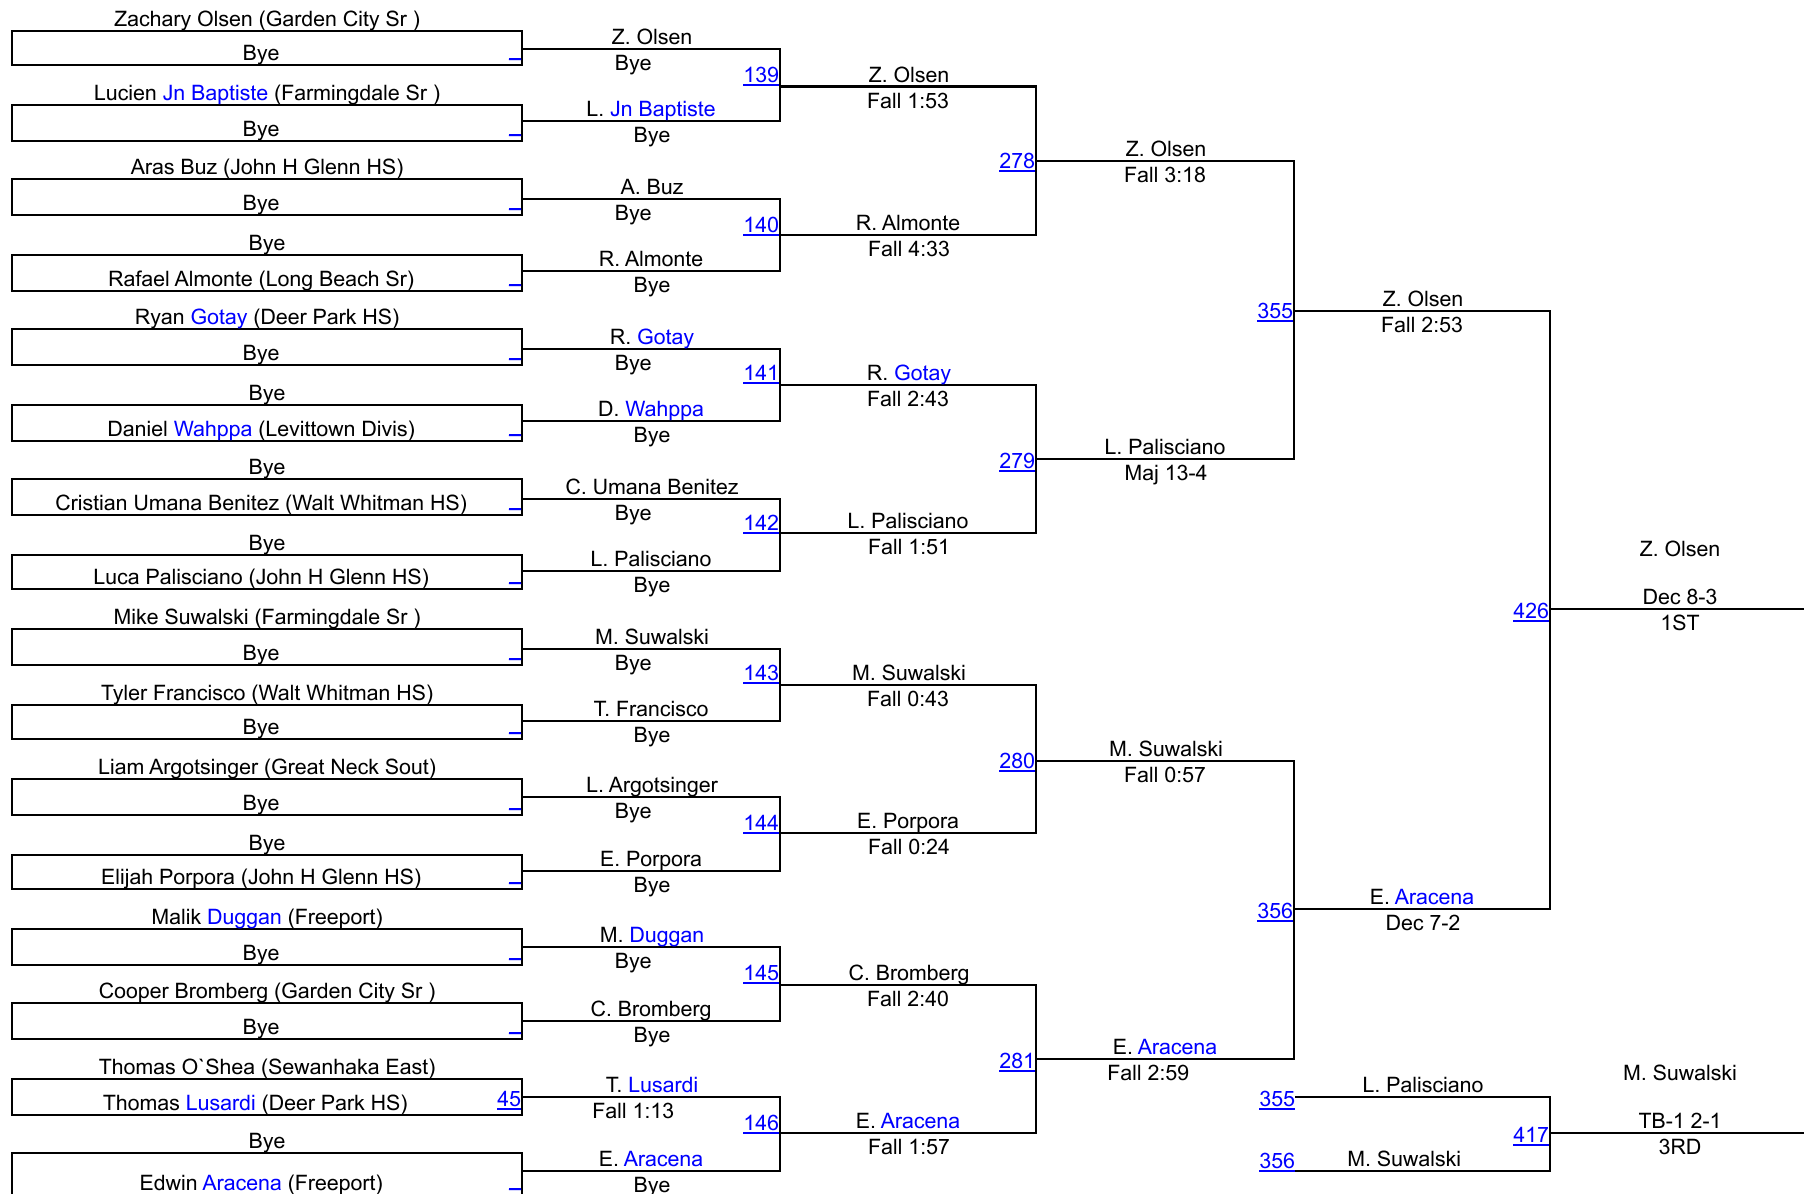 Zachary Olsen (Garden City Sr )
Bye
Lucien Jn Baptiste (Farmingdale Sr )
Bye
Aras Buz (John H Glenn HS)
Bye
Bye
Rafael Almonte (Long Beach Sr)
Ryan Gotay (Deer Park HS)
Bye
Bye
Daniel Wahppa (Levittown Divis)
Bye
Cristian Umana Benitez (Walt Whitman HS)
Bye
Luca Palisciano (John H Glenn HS)
Mike Suwalski (Farmingdale Sr )
Bye
Tyler Francisco (Walt Whitman HS)
Bye
Liam Argotsinger (Great Neck Sout)
Bye
Bye
Elijah Porpora (John H Glenn HS)
Malik Duggan (Freeport)
Bye
Cooper Bromberg (Garden City Sr )
Bye
Thomas O`Shea (Sewanhaka East)
Thomas Lusardi (Deer Park HS) 45
Bye
Edwin Aracena (Freeport)
Z. Olsen
Bye
139
L. Jn Baptiste
Bye
A. Buz
Bye
140
R. Almonte
Bye
R. Gotay
Bye
141
D. Wahppa
Bye
C. Umana Benitez
Bye
142
L. Palisciano
Bye
M. Suwalski
Bye
143
T. Francisco
Bye
L. Argotsinger
Bye
144
E. Porpora
Bye
M. Duggan
Bye
145
C. Bromberg
Bye
T. Lusardi
Fall 1:13
146
E. Aracena
Bye
Z. Olsen
Fall 1:53
278
R. Almonte
Fall 4:33
R. Gotay
Fall 2:43
279
L. Palisciano
Fall 1:51
M. Suwalski
Fall 0:43
280
E. Porpora
Fall 0:24
C. Bromberg
Fall 2:40
281
E. Aracena
Fall 1:57
Z. Olsen
Fall 3:18
355
L. Palisciano
Maj 13-4
M. Suwalski
Fall 0:57
356
E. Aracena
Fall 2:59
Z. Olsen
Fall 2:53
426
E. Aracena
Dec 7-2
Z. Olsen
Dec 8-3
1ST
355 L. Palisciano
417
356 M. Suwalski
M. Suwalski
TB-1 2-1
3RD